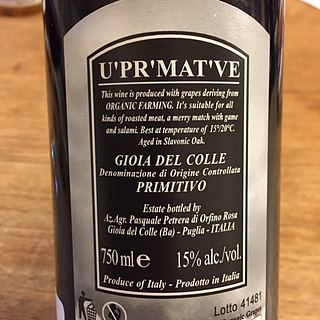 U'PR'MAT'VE
This wine is produced with grapes deriving from
ORGANIC FARMING. It's suitable for all
kinds of roasted meat, a merry match with game
and salami. Best at temperature of 15°/20°C.
Aged in Slavonic Oak.
GIOIA DEL COLLE
Denominazione di Origine Controllata
PRIMITIVO
Estate bottled by
Az.Agr. Pasquale Petrera di Orfino Rosa
Gioia del Colle (Ba) - Puglia - ITALIA
750 ml e 15% alc./vol.
Produce of Italy - Prodotto in Italia
Lotto 41481
Organic Grapes